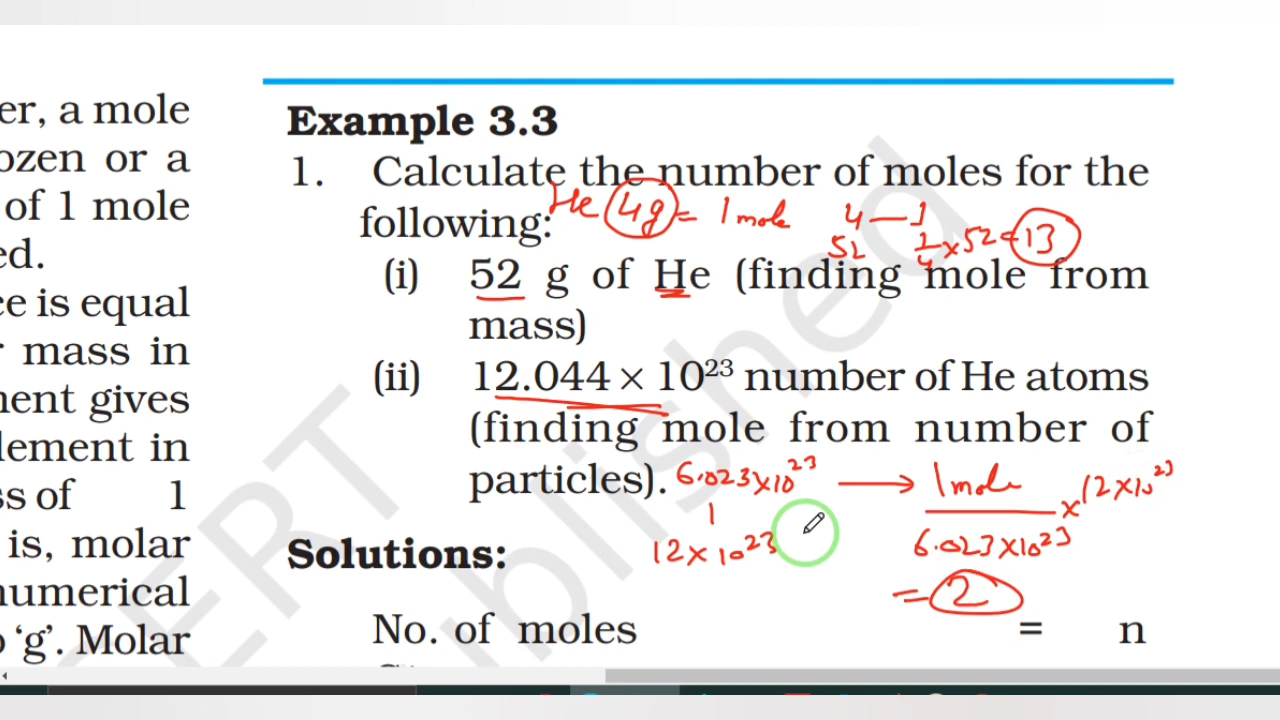 er, a mole
ozen or a
of 1 mole
ed.
ce is equal
mass in
nent gives
lement in
ss of 1
is, molar
numerical
'g'. Molar
Example 3.3
1. Calculate the number of moles for the
He 4g = 1 mole 4 — 1
following:
52 1/4 × 52 = 13
(i) 52 g of He (finding mole from
mass)
(ii) 12.044 × 10²³ number of He atoms
(finding mole from number of
particles). 6.023×10²³ → 1 mole × 12×10²³
1
12×10²³ 6.023×10²³
Solutions:
= 2
No. of moles = n
ERT
blished